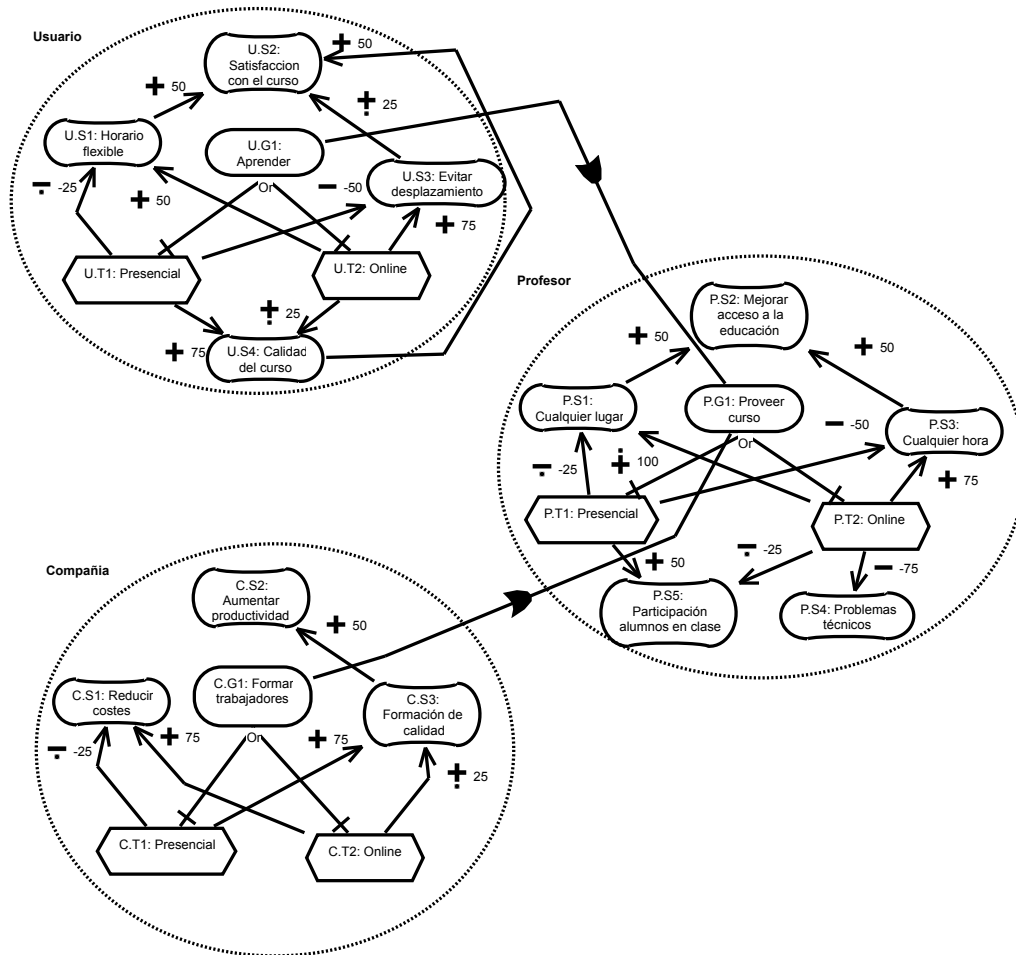 Usuario
U.S2:
Satisfaccion
con el curso
+ 50
+ 50
+ 25
U.S1: Horario
flexible
U.G1:
Aprender
Or
U.S3: Evitar
desplazamiento
- -25
+ 50
- -50
+ 75
U.T1: Presencial
U.T2: Online
+ 25
+ 75
U.S4: Calidad
del curso
Profesor
P.S2: Mejorar
acceso a la
educación
+ 50
+ 50
P.S1:
Cualquier lugar
P.G1: Proveer
curso
Or
P.S3:
Cualquier hora
- -50
- -25
+ 100
+ 75
P.T1: Presencial
P.T2: Online
+ 50
- -25
- -75
P.S5:
Participación
alumnos en clase
P.S4: Problemas
técnicos
Compañia
C.S2:
Aumentar
productividad
+ 50
C.S1: Reducir
costes
C.G1: Formar
trabajadores
Or
C.S3:
Formación de
calidad
- -25
+ 75
+ 75
+ 25
C.T1: Presencial
C.T2: Online